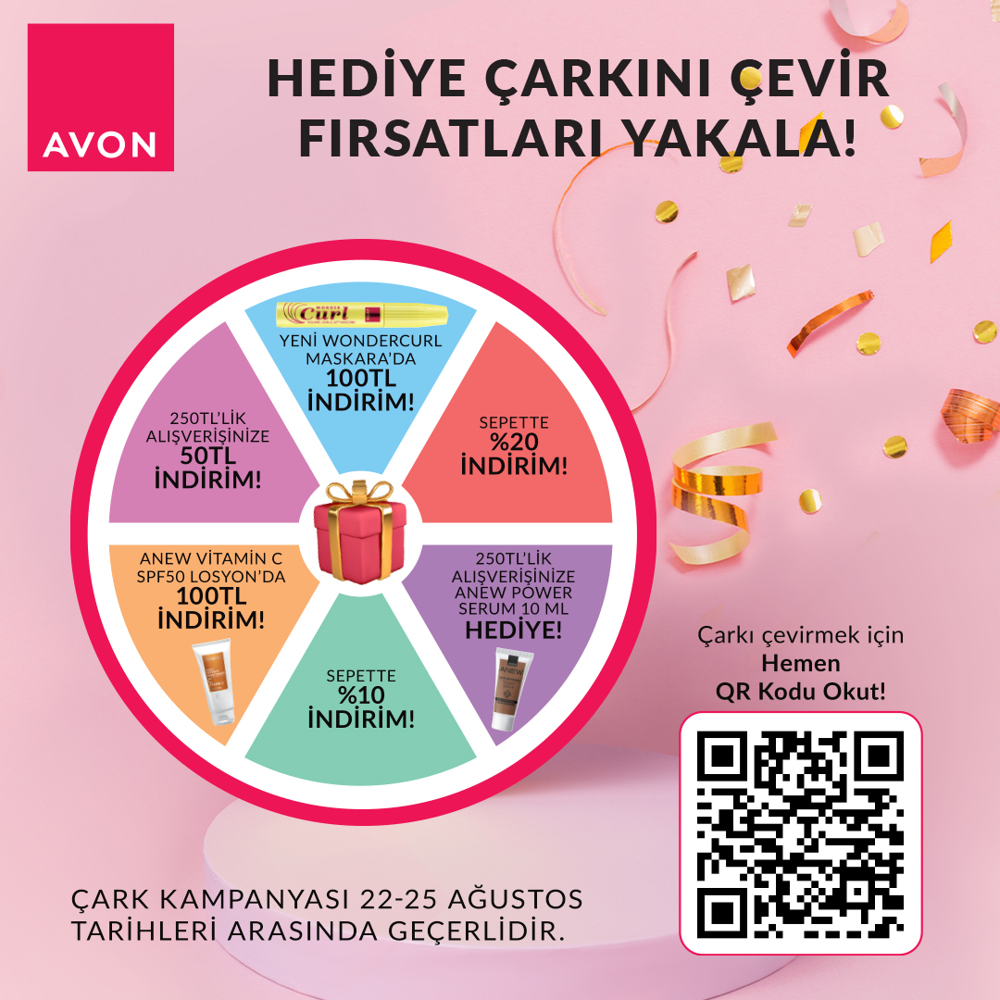 AVON
HEDİYE ÇARKINI ÇEVİR
FIRSATLARI YAKALA!
WONDER
Curl
YENİ WONDERCURL
MASKARA'DA
100TL
İNDİRİM!
SEPETTE
%20
İNDİRİM!
250TL'LİK
ALIŞVERİŞİNİZE
50TL
İNDİRİM!
ANEW VİTAMİN C
SPF50 LOSYON'DA
100TL
İNDİRİM!
250TL'LİK
ALIŞVERİŞİNİZE
ANEW POWER
SERUM 10 ML
HEDİYE!
ANEW
SEPETTE
%10
İNDİRİM!
Çarkı çevirmek için
Hemen
QR Kodu Okut!
ÇARK KAMPANYASI 22-25 AĞUSTOS
TARİHLERİ ARASINDA GEÇERLİDİR.